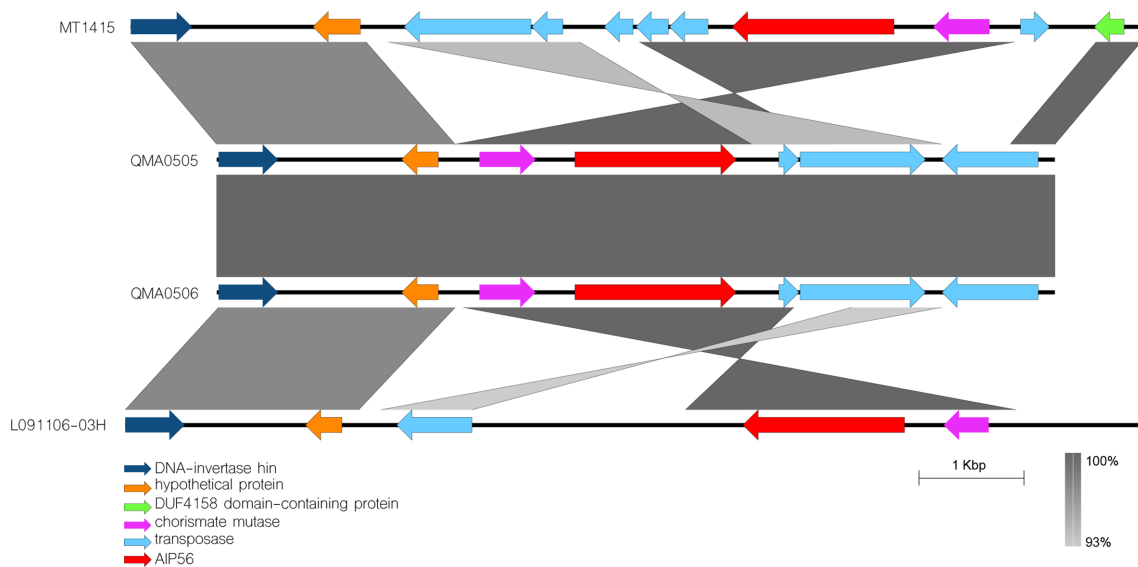 MT1415
QMA0505
QMA0506
L091106-03H
DNA-invertase hin
hypothetical protein
DUF4158 domain-containing protein
chorismate mutase
transposase
AIP56
1 Kbp
100%
93%